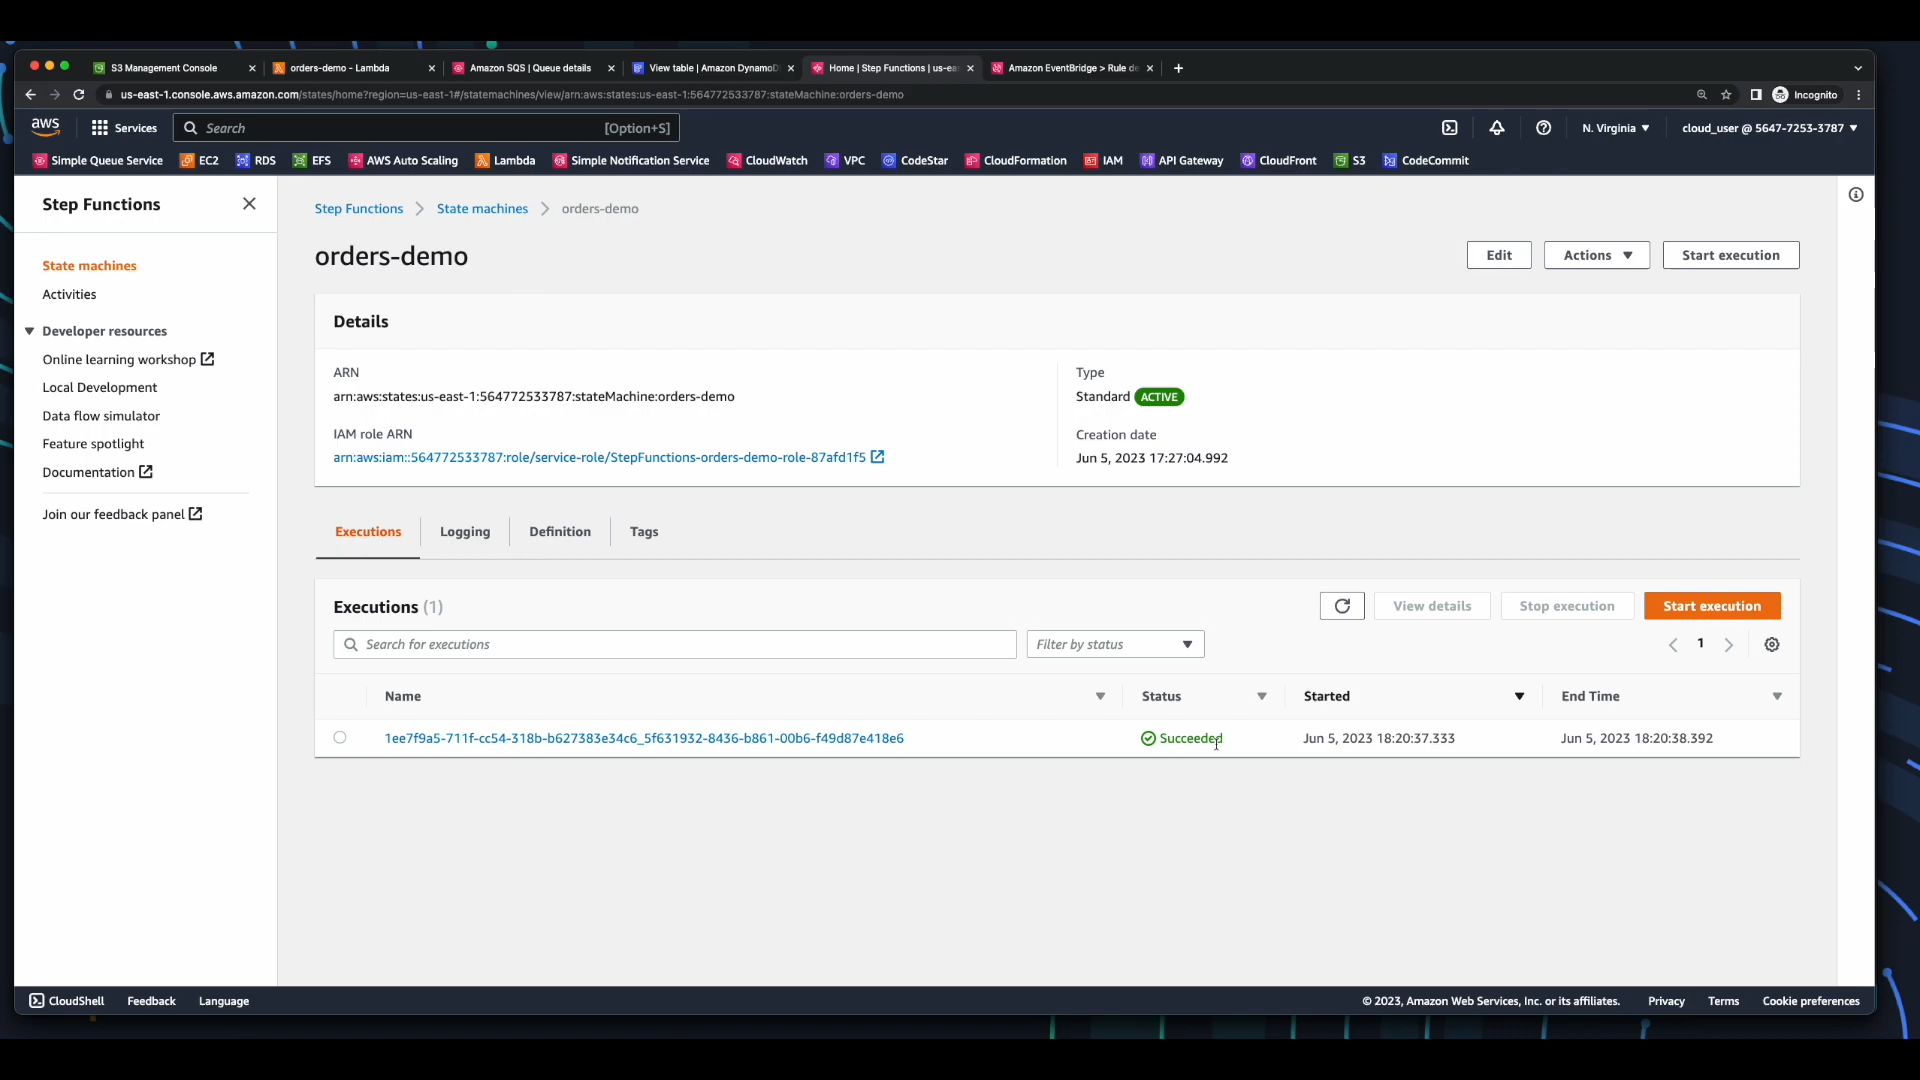 S3 Management Console
orders-demo - Lambda
Amazon SQS | Queue details
View table | Amazon DynamoD
Home | Step Functions | us-ea
Amazon EventBridge > Rule de
us-east-1.console.aws.amazon.com/states/home?region=us-east-1#/statemachines/view/arn:aws:states:us-east-1:564772533787:stateMachine:orders-demo
Incognito
aws
Services
Search
[Option+S]
N. Virginia
cloud_user @ 5647-7253-3787
Simple Queue Service
EC2
RDS
EFS
AWS Auto Scaling
Lambda
Simple Notification Service
CloudWatch
VPC
CodeStar
CloudFormation
IAM
API Gateway
CloudFront
S3
CodeCommit
Step Functions
State machines
Activities
Developer resources
Online learning workshop
Local Development
Data flow simulator
Feature spotlight
Documentation
Join our feedback panel
Step Functions
State machines
orders-demo
orders-demo
Edit
Actions
Start execution
Details
ARN
arn:aws:states:us-east-1:564772533787:stateMachine:orders-demo
IAM role ARN
arn:aws:iam::564772533787:role/service-role/StepFunctions-orders-demo-role-87afd1f5
Type
Standard ACTIVE
Creation date
Jun 5, 2023 17:27:04.992
Executions
Logging
Definition
Tags
Executions (1)
View details
Stop execution
Start execution
Search for executions
Filter by status
1
Name
Status
Started
End Time
1ee7f9a5-711f-cc54-318b-b627383e34c6_5f631932-8436-b861-00b6-f49d87e418e6
Succeeded
Jun 5, 2023 18:20:37.333
Jun 5, 2023 18:20:38.392
CloudShell
Feedback
Language
© 2023, Amazon Web Services, Inc. or its affiliates.
Privacy
Terms
Cookie preferences